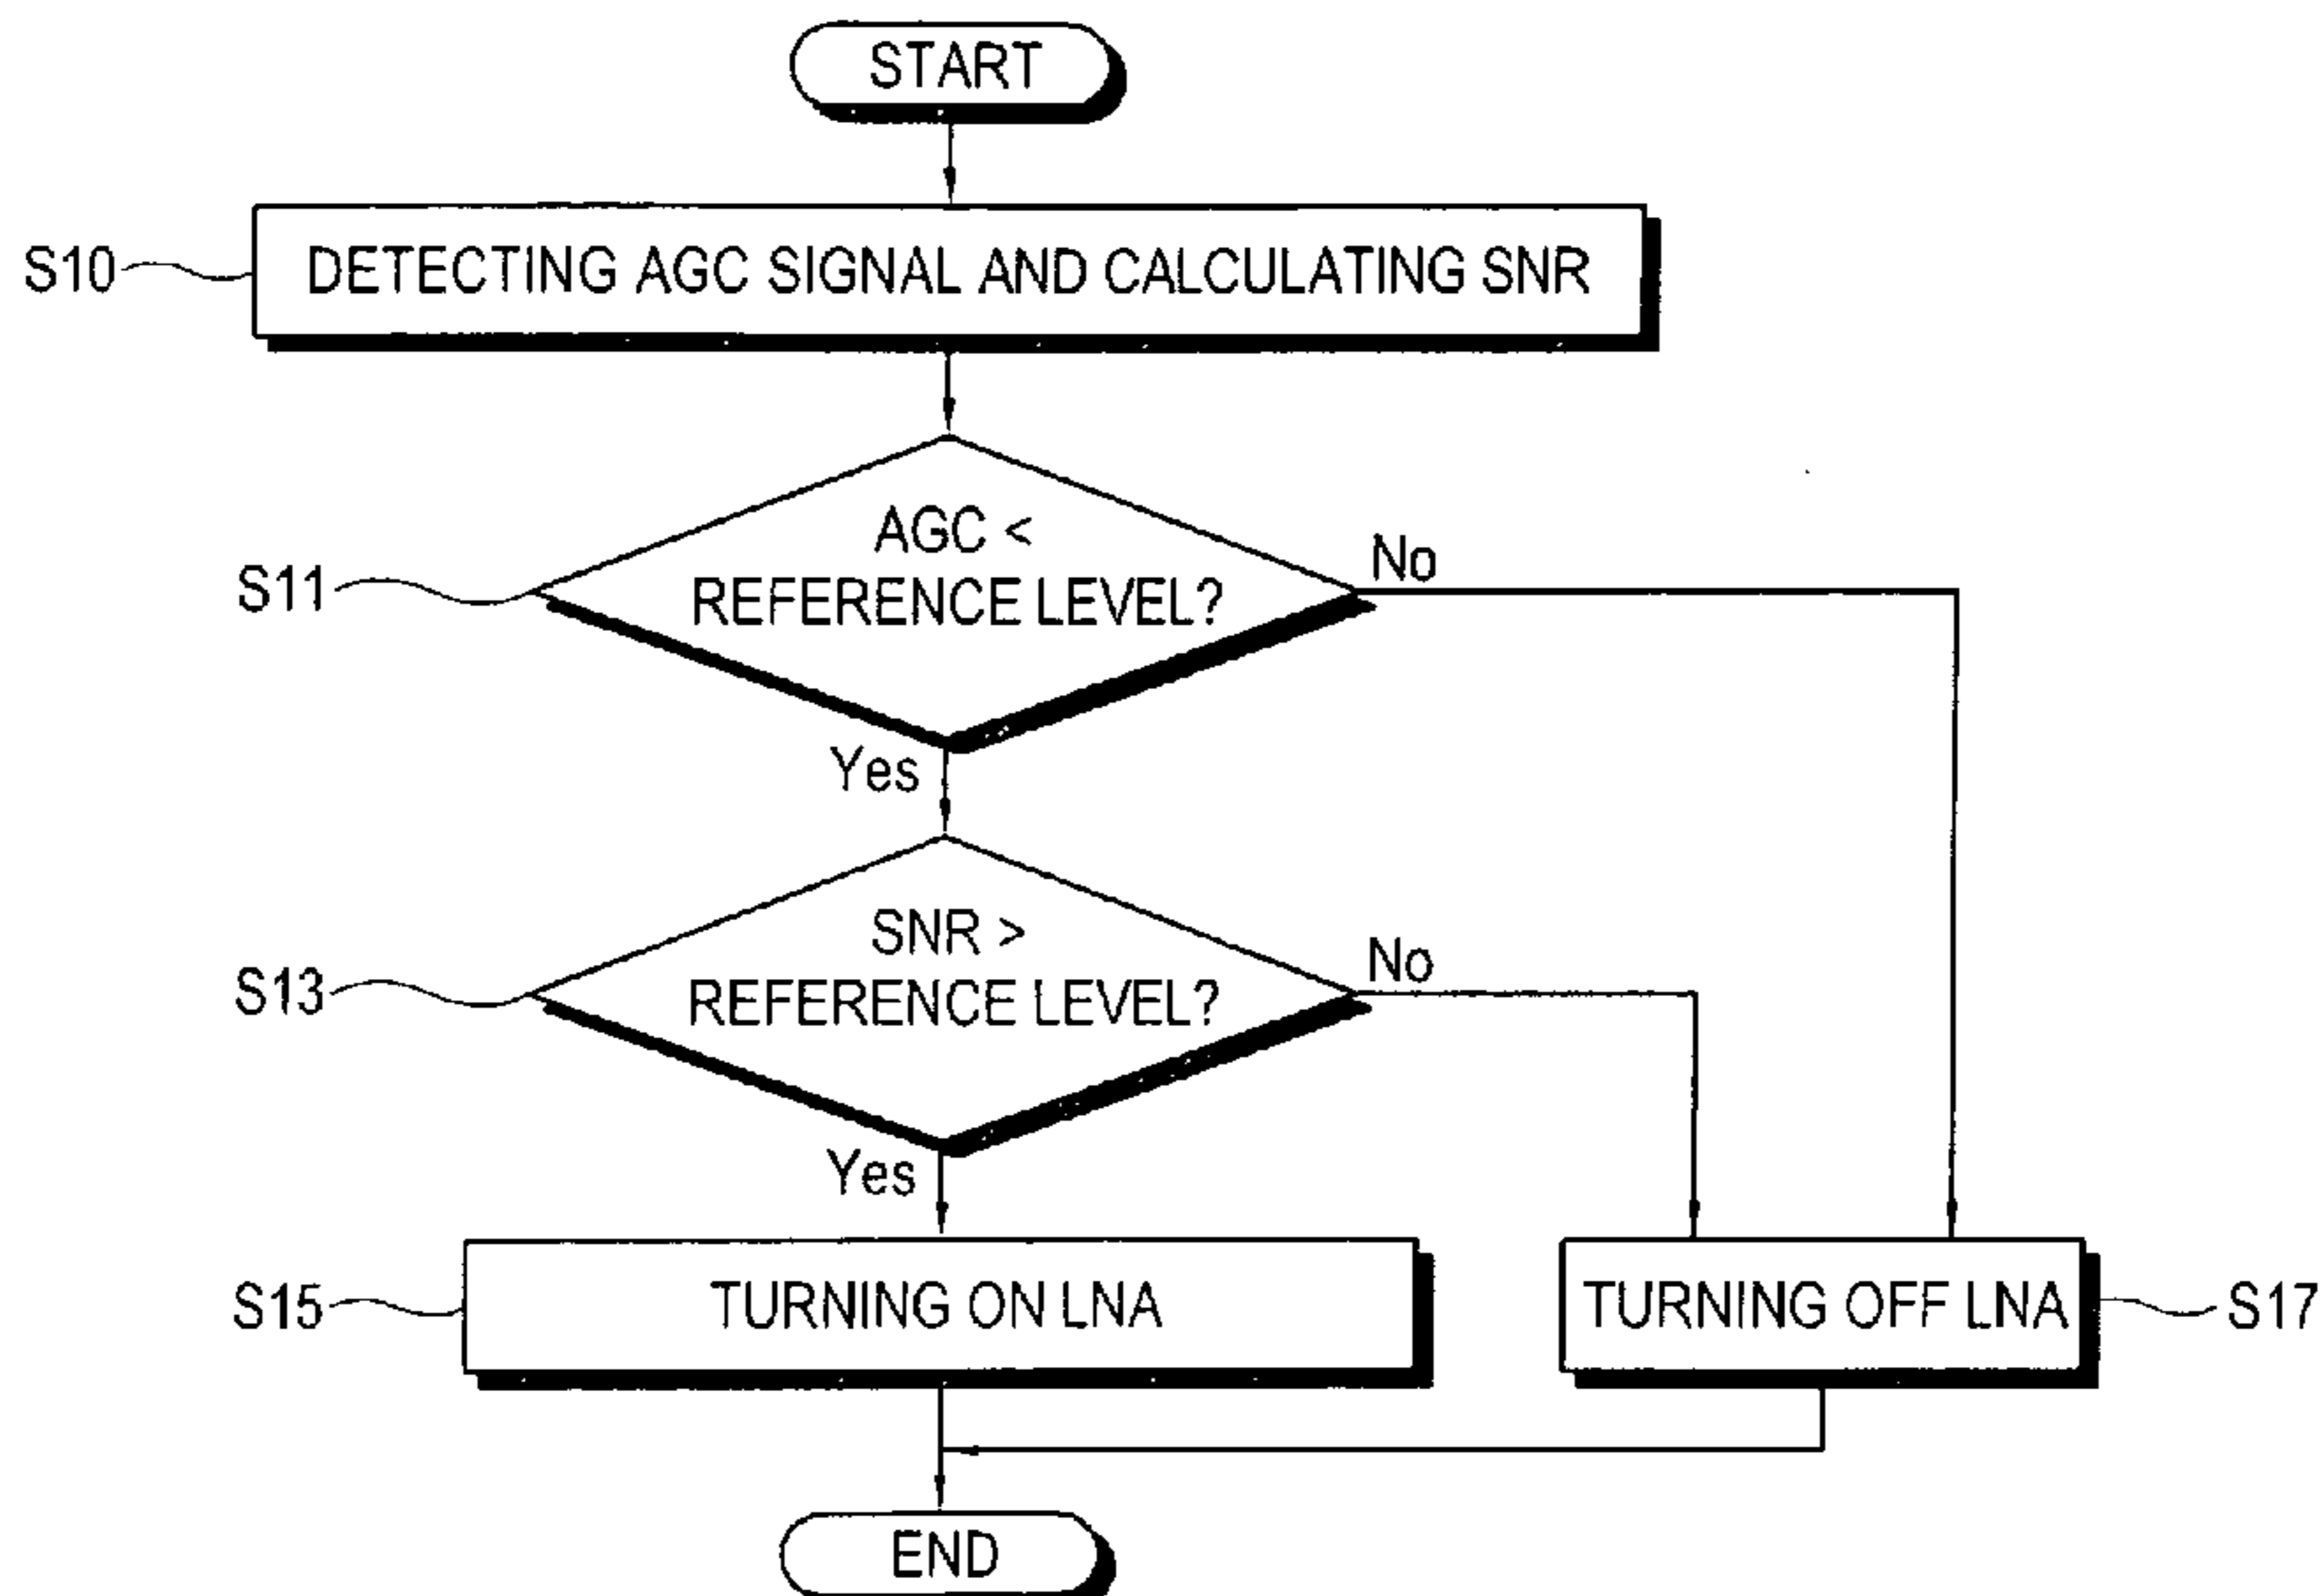 START
S10
DETECTING AGC SIGNAL AND CALCULATING SNR
AGC <
REFERENCE LEVEL?
S11
No
Yes
SNR >
REFERENCE LEVEL?
S13
No
Yes
S15
TURNING ON LNA
TURNING OFF LNA
S17
END